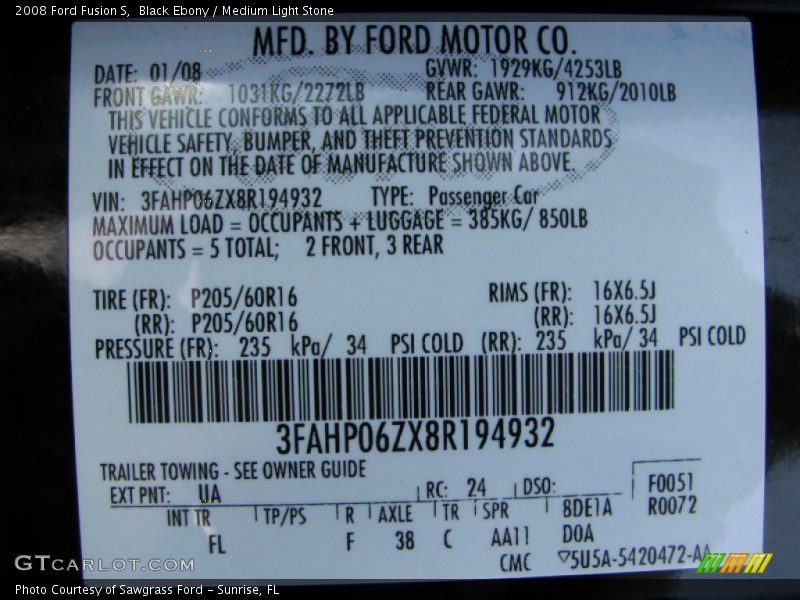 2008 Ford Fusion S,  Black Ebony / Medium Light Stone
MFD. BY FORD MOTOR CO.
DATE: 01/08 GVWR: 1929KG/4253LB
FRONT GAWR: 1031KG/2272LB REAR GAWR: 912KG/2010LB
THIS VEHICLE CONFORMS TO ALL APPLICABLE FEDERAL MOTOR
VEHICLE SAFETY, BUMPER, AND THEFT PREVENTION STANDARDS
IN EFFECT ON THE DATE OF MANUFACTURE SHOWN ABOVE.
VIN: 3FAHP06ZX8R194932 TYPE: Passenger Car
MAXIMUM LOAD = OCCUPANTS + LUGGAGE = 385KG/ 850LB
OCCUPANTS = 5 TOTAL; 2 FRONT, 3 REAR
TIRE (FR): P205/60R16 RIMS (FR): 16X6.5J
(RR): P205/60R16 (RR): 16X6.5J
PRESSURE (FR): 235 kPa/ 34 PSI COLD (RR): 235 kPa/ 34 PSI COLD
3FAHP06ZX8R194932
TRAILER TOWING - SEE OWNER GUIDE
EXT PNT: UA RC: 24 DSO: F0051
INT TR TP/PS R AXLE TR SPR 8DE1A R0072
FL F 38 C AA11 D0A
CMC ▽5U5A-5420472-AA
GTCARLOT.COM
Photo Courtesy of Sawgrass Ford – Sunrise, FL